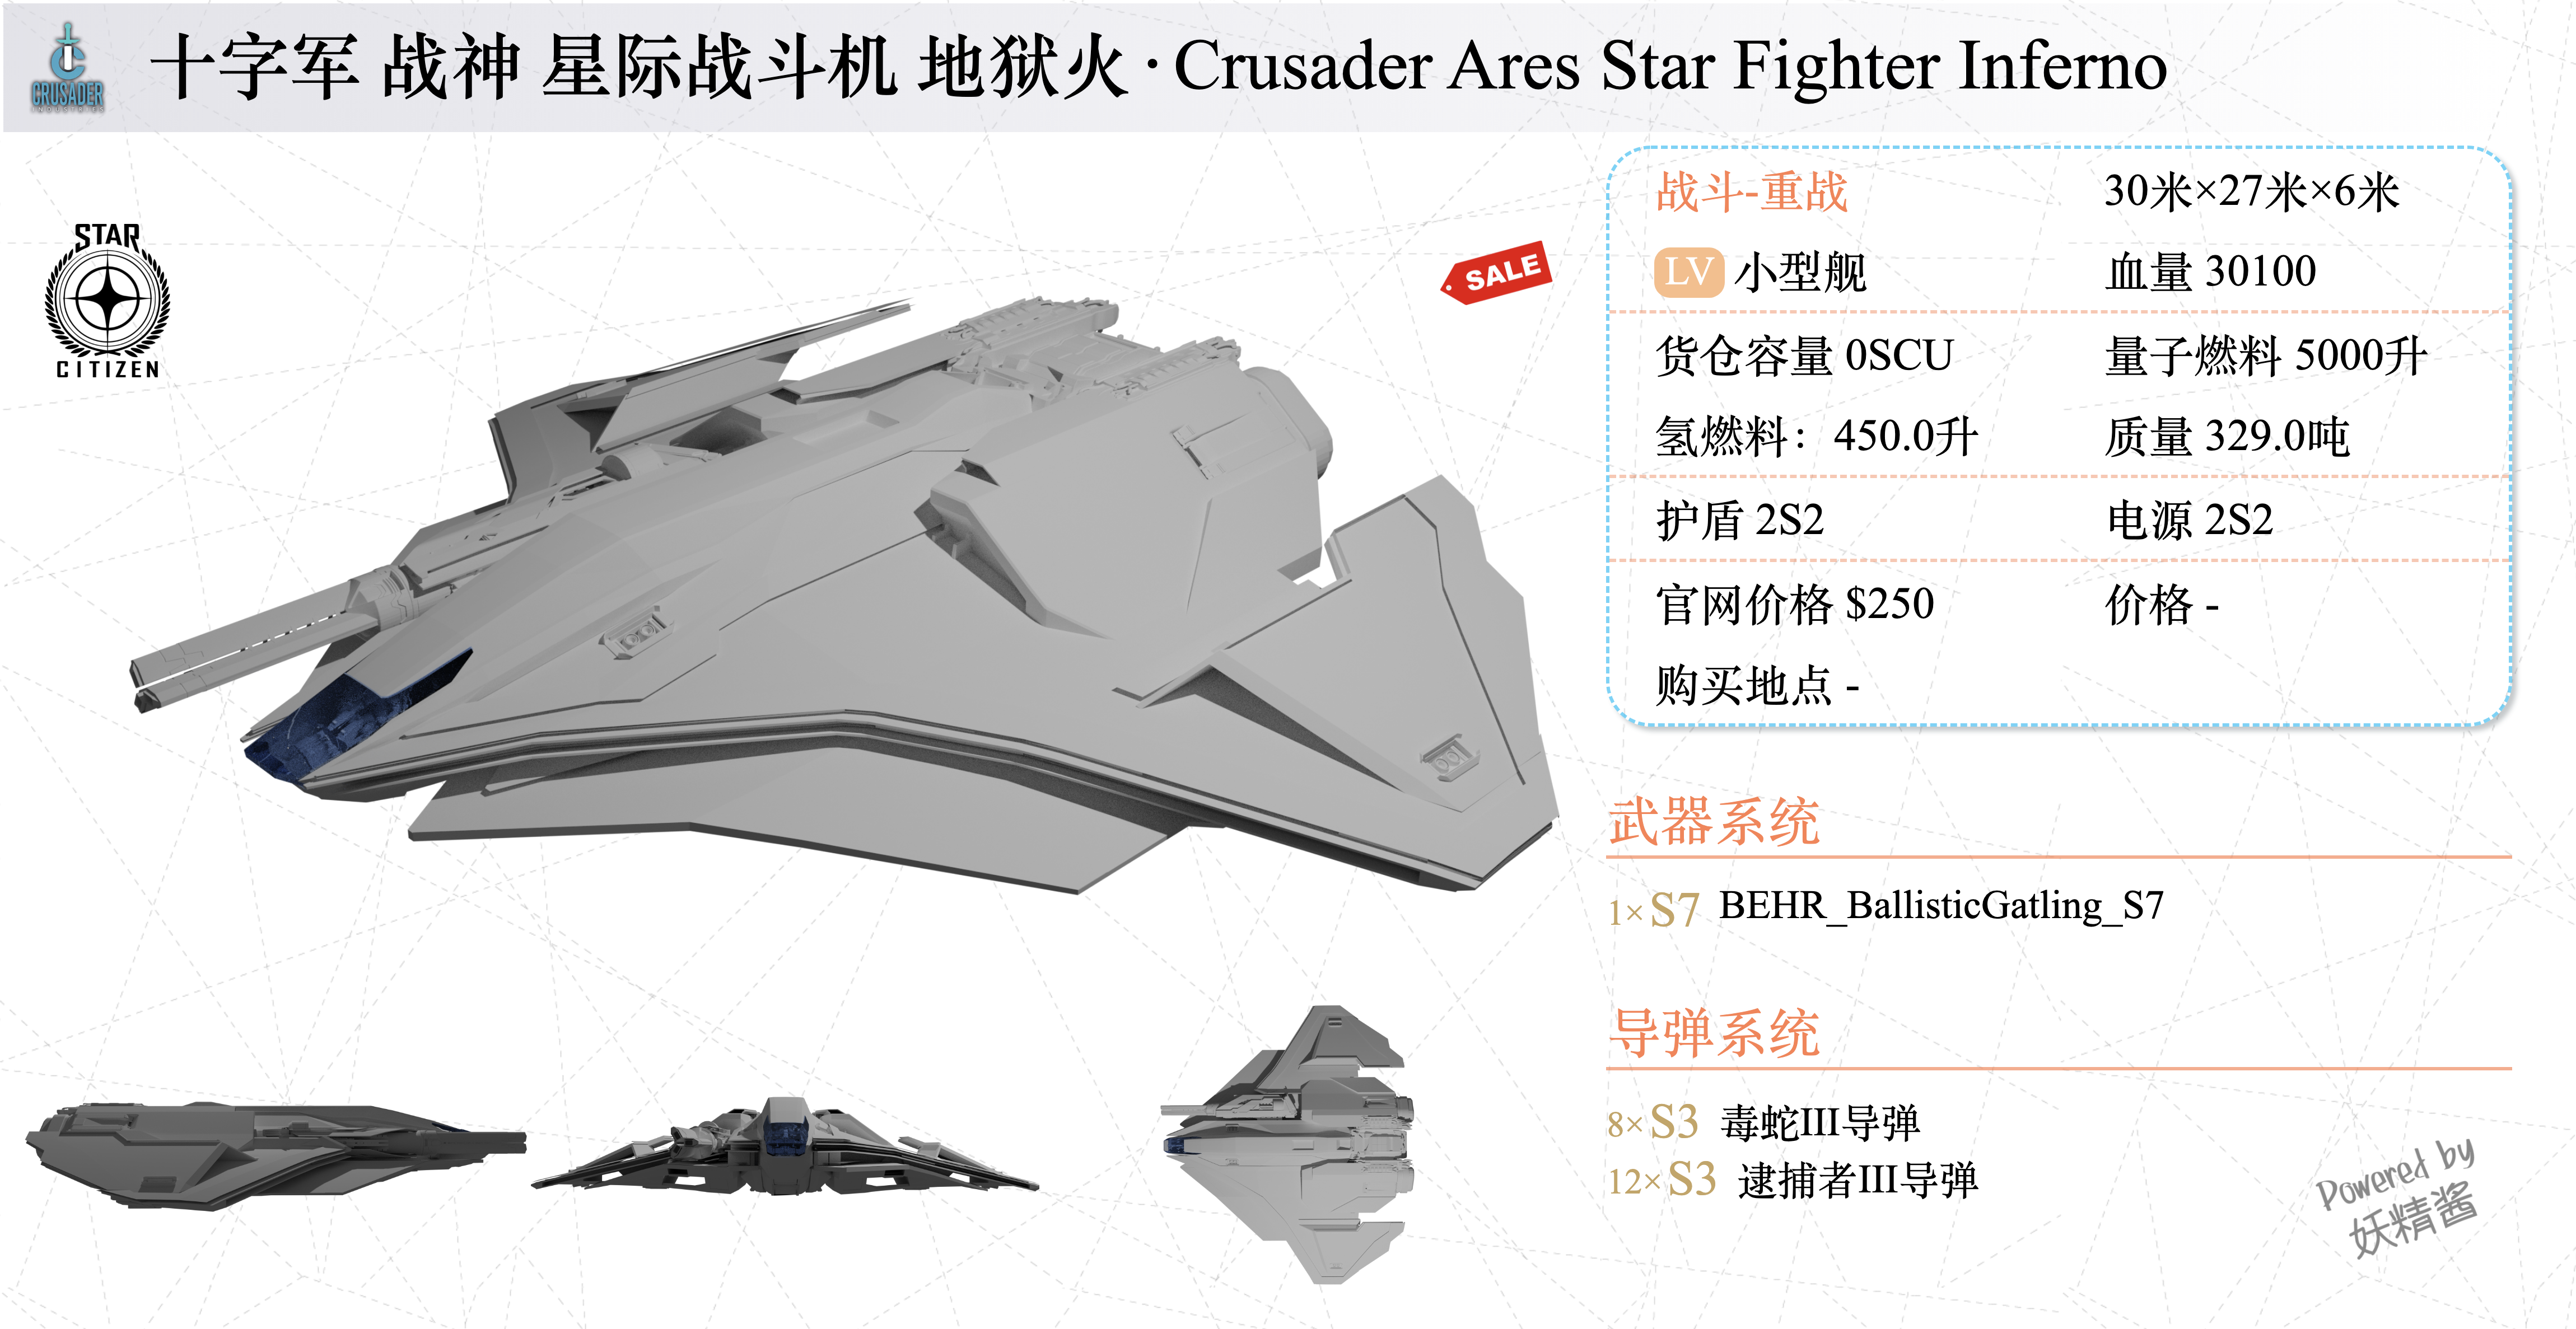 十字军 战神 星际战斗机 地狱火·Crusader Ares Star Fighter Inferno
CRUSADER
INDUSTRIES
STAR
CITIZEN
SALE
战斗-重战 30米×27米×6米
LV 小型舰 血量 30100
货仓容量 0SCU 量子燃料 5000升
氢燃料：450.0升 质量 329.0吨
护盾 2S2 电源 2S2
官网价格 $250 价格 -
购买地点 -
武器系统
1× S7 BEHR_BallisticGatling_S7
导弹系统
8× S3 毒蛇III导弹
12× S3 逮捕者III导弹
Powered by
妖精酱